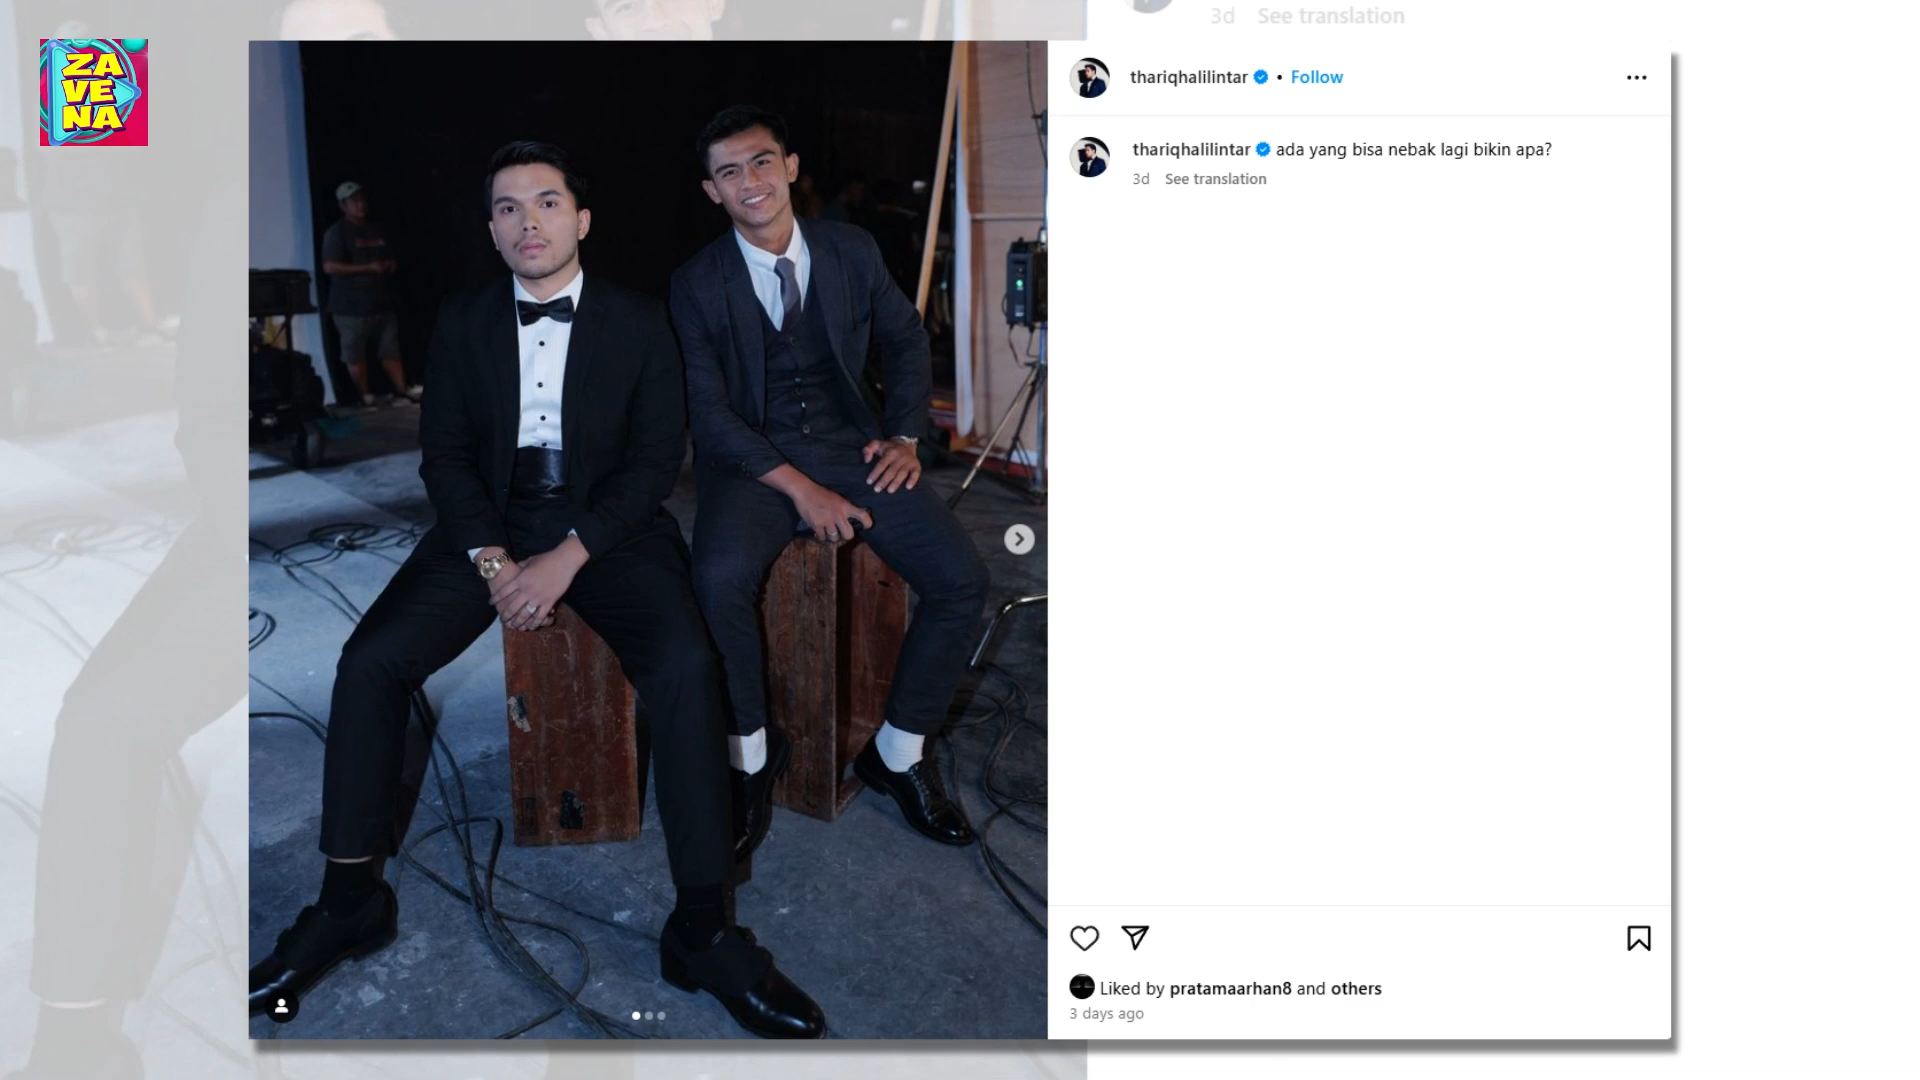 3d See translation
ZA
VE
NA
thariqhalilintar • Follow
thariqhalilintar ada yang bisa nebak lagi bikin apa?
3d See translation
Liked by pratamaarhan8 and others
3 days ago